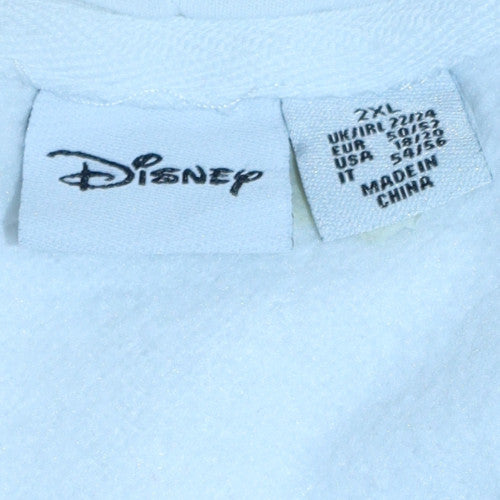 Disney
2XL
UK/IRL 22/24
EUR 50/52
USA 18/20
IT 54/56
MADE IN
CHINA